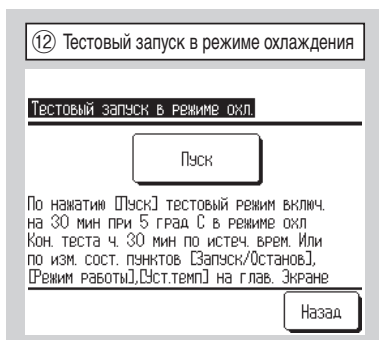 ⑫ Тестовый запуск в режиме охлаждения
Тестовый запуск в режиме охл.
Пуск
По нажатию [Пуск] тестовый режим включ.
на 30 мин при 5 град С в режиме охл
Кон. теста ч. 30 мин по истеч. врем. Или
по изм. сост. пунктов [Запуск/Останов],
[Режим работы],[Уст.темп] на глав. Экране
Назад